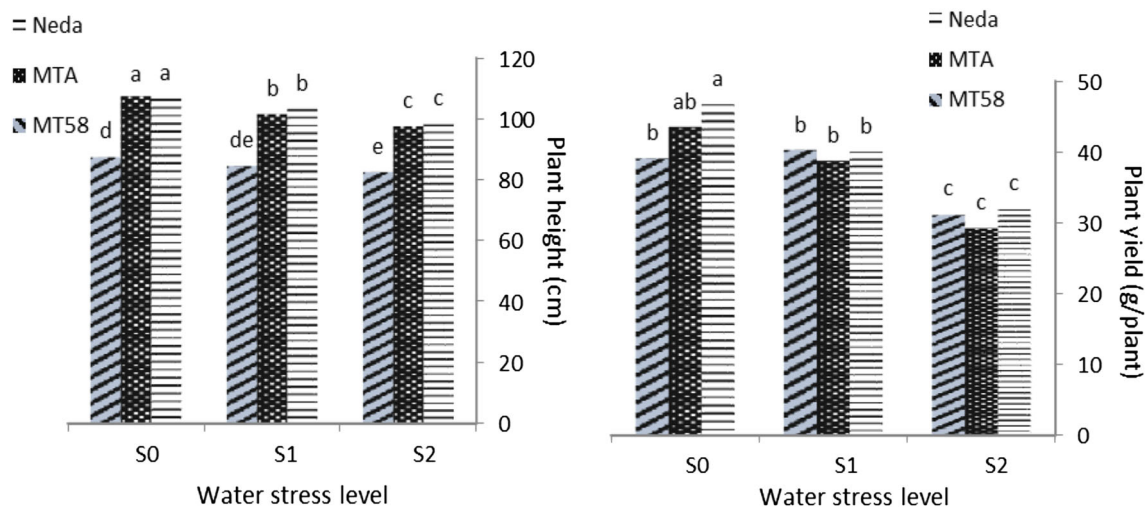 Neda
MTA
MT58
a a
b b
c c
d
de
e
120
100
80
60
40
20
0
Plant height (cm)
S0 S1 S2
Water stress level
Neda
MTA
MT58
a
ab
b
b b b
c c c
50
40
30
20
10
0
Plant yield (g/plant)
S0 S1 S2
Water stress level